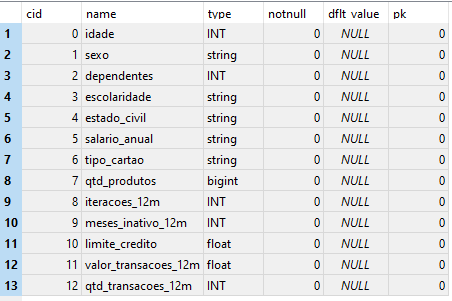 cid name type notnull dflt_value pk
1 0 idade INT 0 NULL 0
2 1 sexo string 0 NULL 0
3 2 dependentes INT 0 NULL 0
4 3 escolaridade string 0 NULL 0
5 4 estado_civil string 0 NULL 0
6 5 salario_anual string 0 NULL 0
7 6 tipo_cartao string 0 NULL 0
8 7 qtd_produtos bigint 0 NULL 0
9 8 iteracoes_12m INT 0 NULL 0
10 9 meses_inativo_12m INT 0 NULL 0
11 10 limite_credito float 0 NULL 0
12 11 valor_transacoes_12m float 0 NULL 0
13 12 qtd_transacoes_12m INT 0 NULL 0